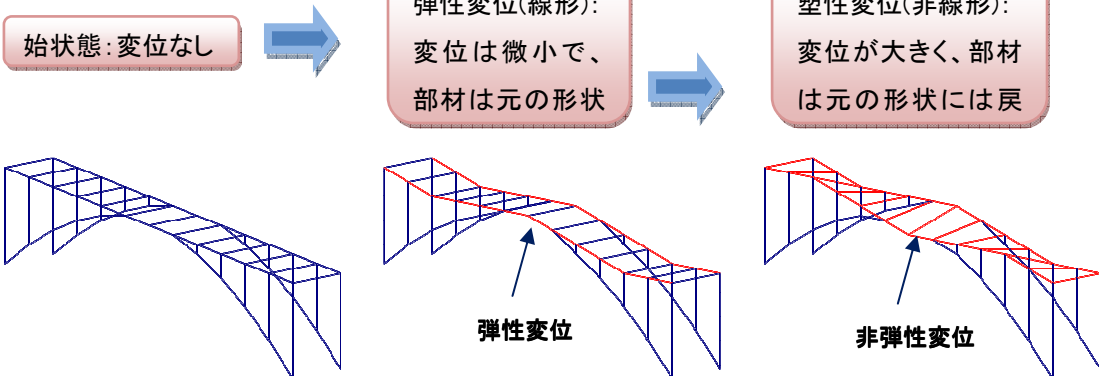 始状態：変位なし
弾性変位(線形)：
変位は微小で、
部材は元の形状
塑性変位(非線形)：
変位が大きく、部材
は元の形状には戻
弾性変位
非弾性変位